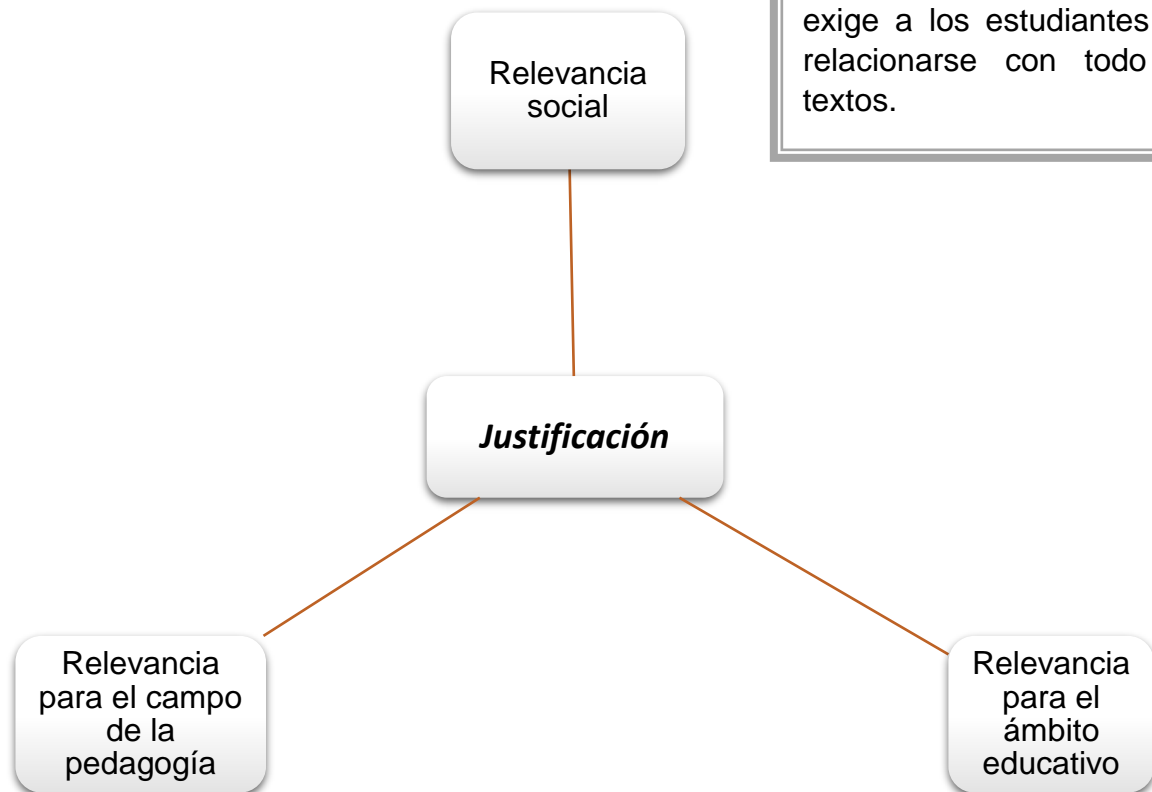 exige a los estudiantes
relacionarse con todo
textos.
Relevancia
social
Justificación
Relevancia
para el campo
de la
pedagogía
Relevancia
para el
ámbito
educativo